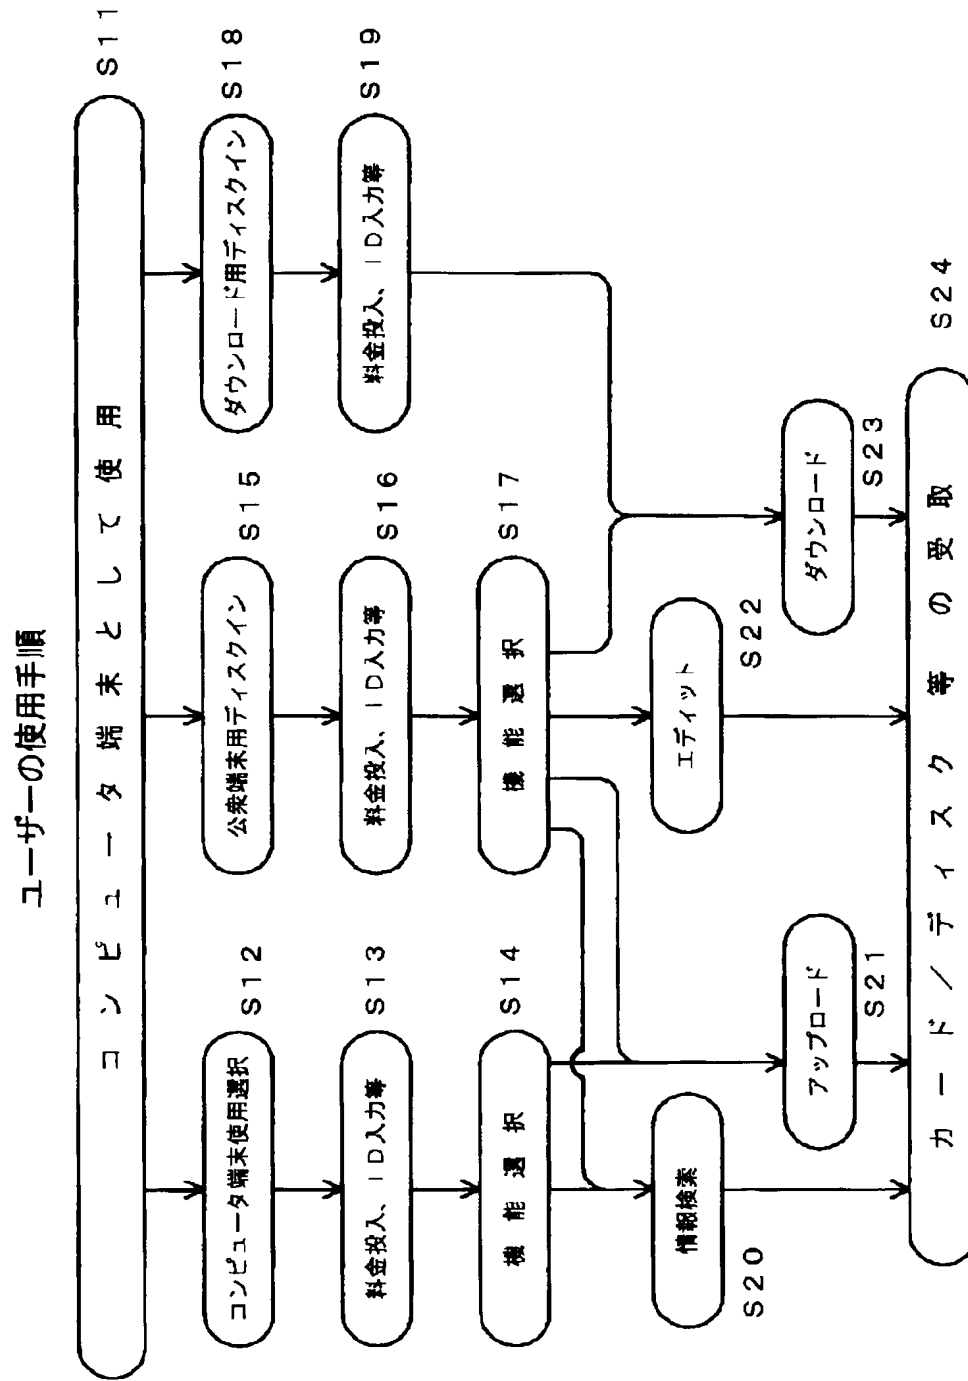 ユーザーの使用手順
コンピュータ端末として使用
S11
コンピュータ端末使用選択
S12
公衆端末用ディスクイン
S15
ダウンロード用ディスクイン
S18
料金投入、ID入力等
S13
料金投入、ID入力等
S16
料金投入、ID入力等
S19
機能選択
S14
機能選択
S17
情報検索
S20
エディット
S22
アップロード
S21
ダウンロード
S23
カード/ディスク等の受取
S24